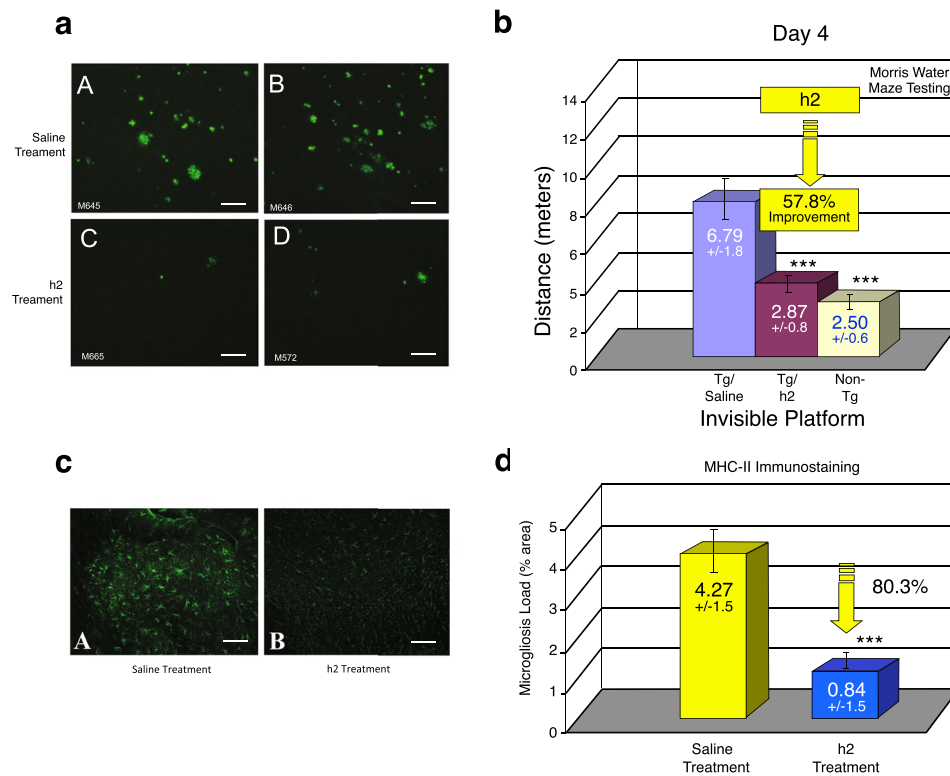 a
A
B
Saline
Treament
M645
M646
C
D
h2
Treament
M665
M572
b
Day 4
Morris Water
Maze Testing
h2
57.8%
Improvement
Distance (meters)
14
12
10
8
6
5
2
0
6.79
+/-1.8
***
2.87
+/-0.8
***
2.50
+/-0.6
Tg/
Saline
Tg/
h2
Non-
Tg
Invisible Platform
c
A
B
Saline Treatment
h2 Treatment
d
MHC-II Immunostaining
Microgliosis Load (% area)
5
4
3
2
1
0
4.27
+/-1.5
80.3%
***
0.84
+/-1.5
Saline
Treatment
h2
Treatment